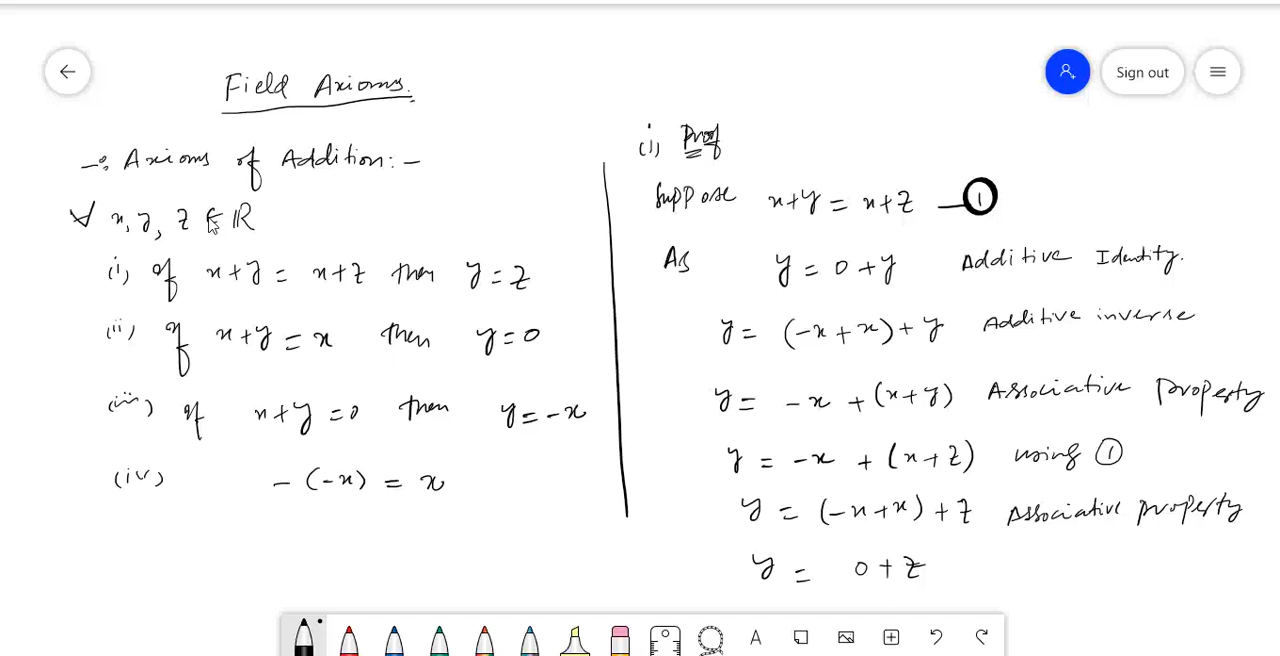 Field Axioms.
Sign out
-: Axioms of Addition:-
∀ x, y, z ∈ ℝ
(i) If x+y = x+z then y = z
(ii) If x+y = x then y = 0
(iii) If x+y = 0 then y = -x
(iv) -(-x) = x
(i) Proof
Suppose x+y = x+z — ①
As y = 0+y Additive Identity.
y = (-x+x)+y Additive inverse
y = -x + (x+y) Associative property
y = -x + (x+z) using ①
y = (-x+x)+z Associative property
y = 0+z
A